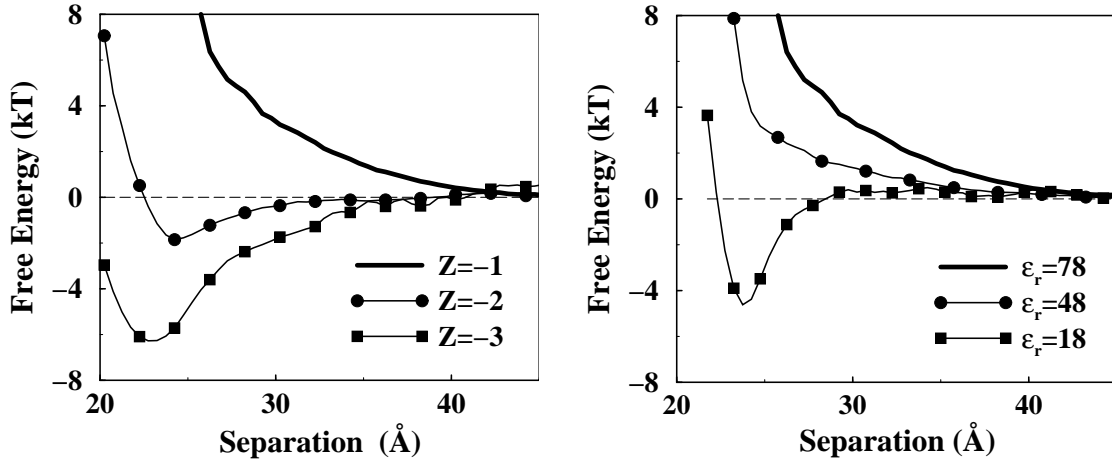 8
4
0
−4
−8
20
30
40
Free Energy (kT)
Separation (Å)
Z=−1
Z=−2
Z=−3
8
4
0
−4
−8
20
30
40
Free Energy (kT)
Separation (Å)
εr=78
εr=48
εr=18